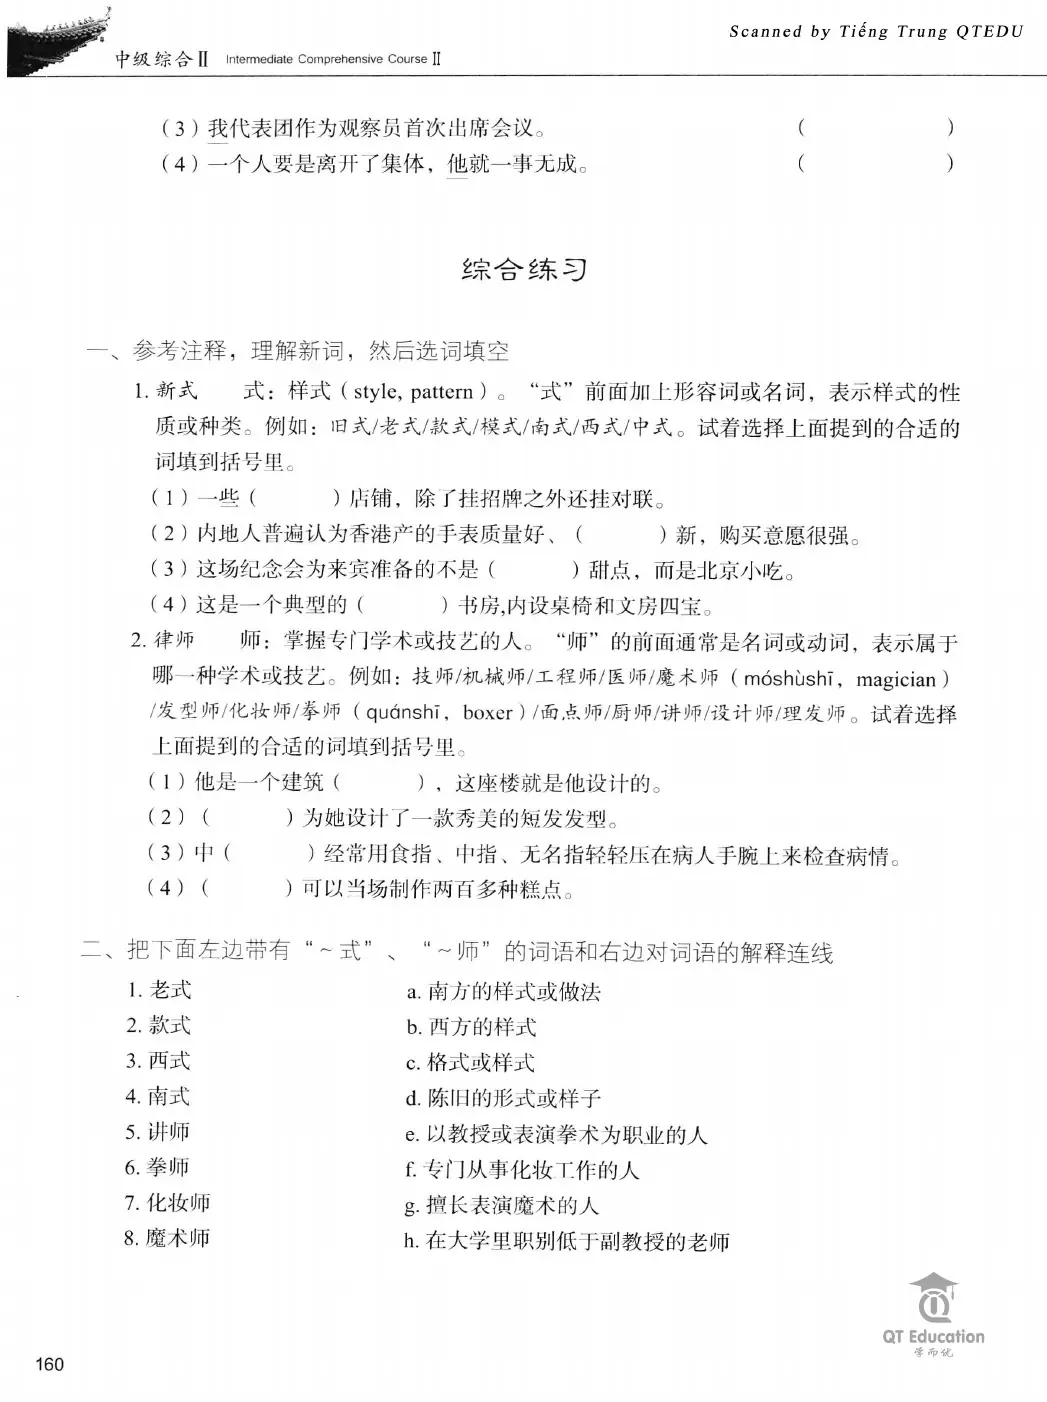 Scanned by Tiếng Trung QTEDU
中级综合Ⅱ Intermediate Comprehensive Course Ⅱ
（3）我代表团作为观察员首次出席会议。 （ ）
（4）一个人要是离开了集体，他就一事无成。 （ ）
综合练习
一、参考注释，理解新词，然后选词填空
1. 新式 式：样式（style, pattern）。“式”前面加上形容词或名词，表示样式的性
质或种类。例如：旧式/老式/款式/模式/南式/西式/中式。试着选择上面提到的合适的
词填到括号里。
（1）一些（ ）店铺，除了挂招牌之外还挂对联。
（2）内地人普遍认为香港产的手表质量好、（ ）新，购买意愿很强。
（3）这场纪念会为来宾准备的不是（ ）甜点，而是北京小吃。
（4）这是一个典型的（ ）书房,内设桌椅和文房四宝。
2. 律师 师：掌握专门学术或技艺的人。“师”的前面通常是名词或动词，表示属于
哪一种学术或技艺。例如：技师/机械师/工程师/医师/魔术师（móshùshī，magician）
/发型师/化妆师/拳师（quánshī，boxer）/面点师/厨师/讲师/设计师/理发师。试着选择
上面提到的合适的词填到括号里。
（1）他是一个建筑（ ），这座楼就是他设计的。
（2）（ ）为她设计了一款秀美的短发发型。
（3）中（ ）经常用食指、中指、无名指轻轻压在病人手腕上来检查病情。
（4）（ ）可以当场制作两百多种糕点。
二、把下面左边带有“～式”、“～师”的词语和右边对词语的解释连线
1. 老式 a. 南方的样式或做法
2. 款式 b. 西方的样式
3. 西式 c. 格式或样式
4. 南式 d. 陈旧的形式或样子
5. 讲师 e. 以教授或表演拳术为职业的人
6. 拳师 f. 专门从事化妆工作的人
7. 化妆师 g. 擅长表演魔术的人
8. 魔术师 h. 在大学里职别低于副教授的老师
QT Education
学而优
160